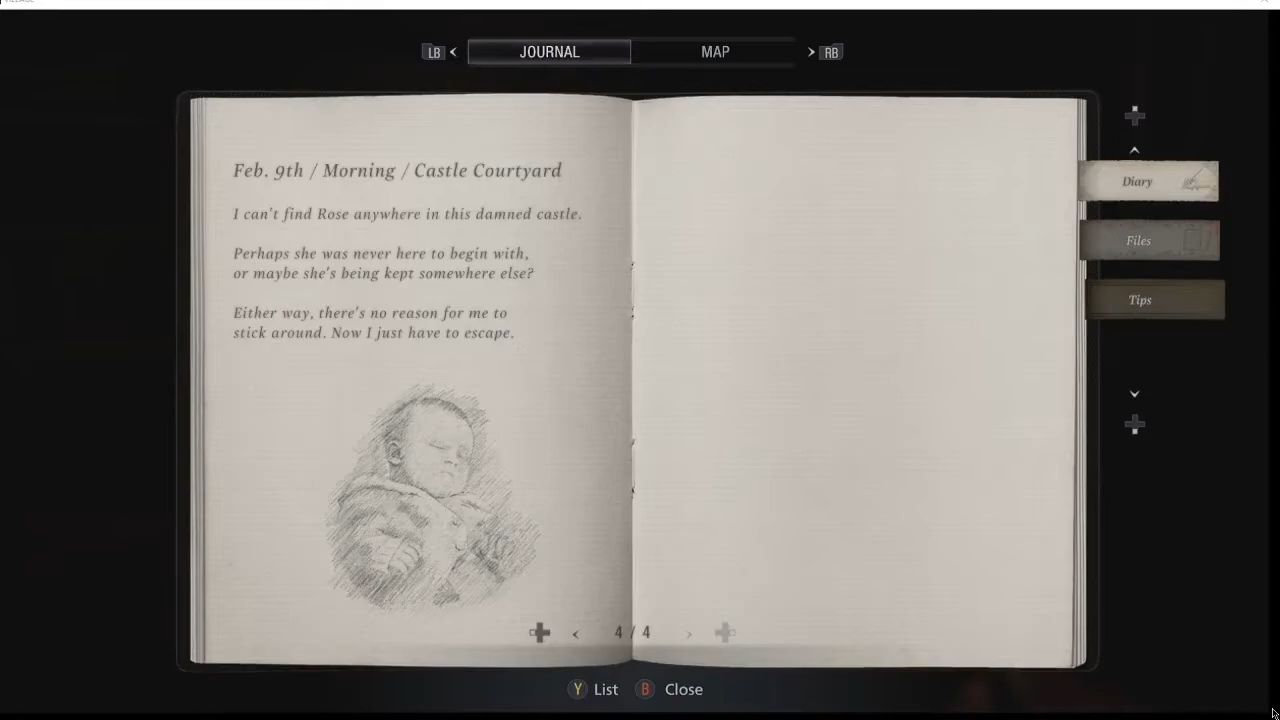 LB
JOURNAL
MAP
RB
Feb. 9th / Morning / Castle Courtyard
I can't find Rose anywhere in this damned castle.
Perhaps she was never here to begin with,
or maybe she's being kept somewhere else?
Either way, there's no reason for me to
stick around. Now I just have to escape.
Diary
Files
Tips
4 / 4
Y List B Close